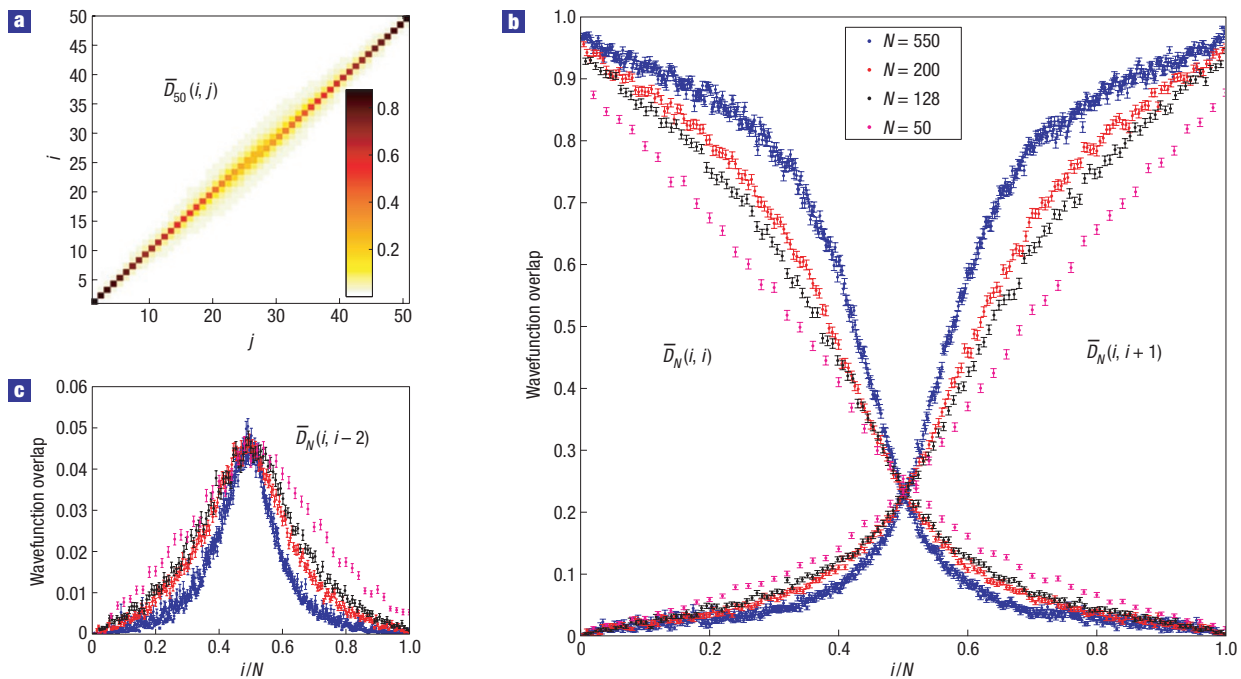 a
50
45
40
35
30
25
20
15
10
5
i
D̅₅₀(i, j)
0.8
0.6
0.4
0.2
10 20 30 40 50
j
b
1.0
0.9
0.8
0.7
0.6
0.5
0.4
0.3
0.2
0.1
0
Wavefunction overlap
N = 550
N = 200
N = 128
N = 50
D̅_N(i, i)
D̅_N(i, i + 1)
0.2 0.4 0.6 0.8 1.0
i/N
c
0.06
0.05
0.04
0.03
0.02
0.01
0
Wavefunction overlap
D̅_N(i, i – 2)
0 0.2 0.4 0.6 0.8 1.0
i/N